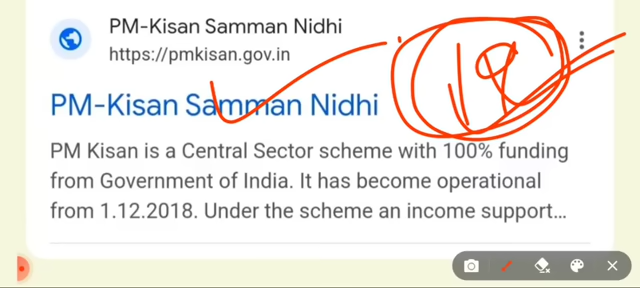 PM-Kisan Samman Nidhi
https://pmkisan.gov.in
PM-Kisan Samman Nidhi
18
PM Kisan is a Central Sector scheme with 100% funding
from Government of India. It has become operational
from 1.12.2018. Under the scheme an income support...